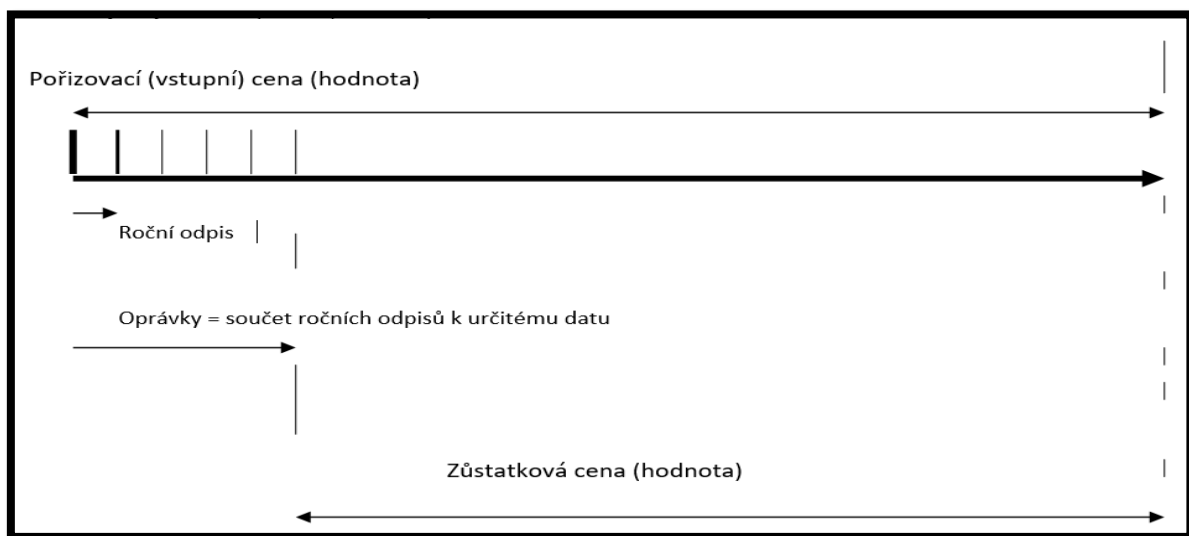 Pořizovací (vstupní) cena (hodnota)
Roční odpis
Oprávky = součet ročních odpisů k určitému datu
Zůstatková cena (hodnota)